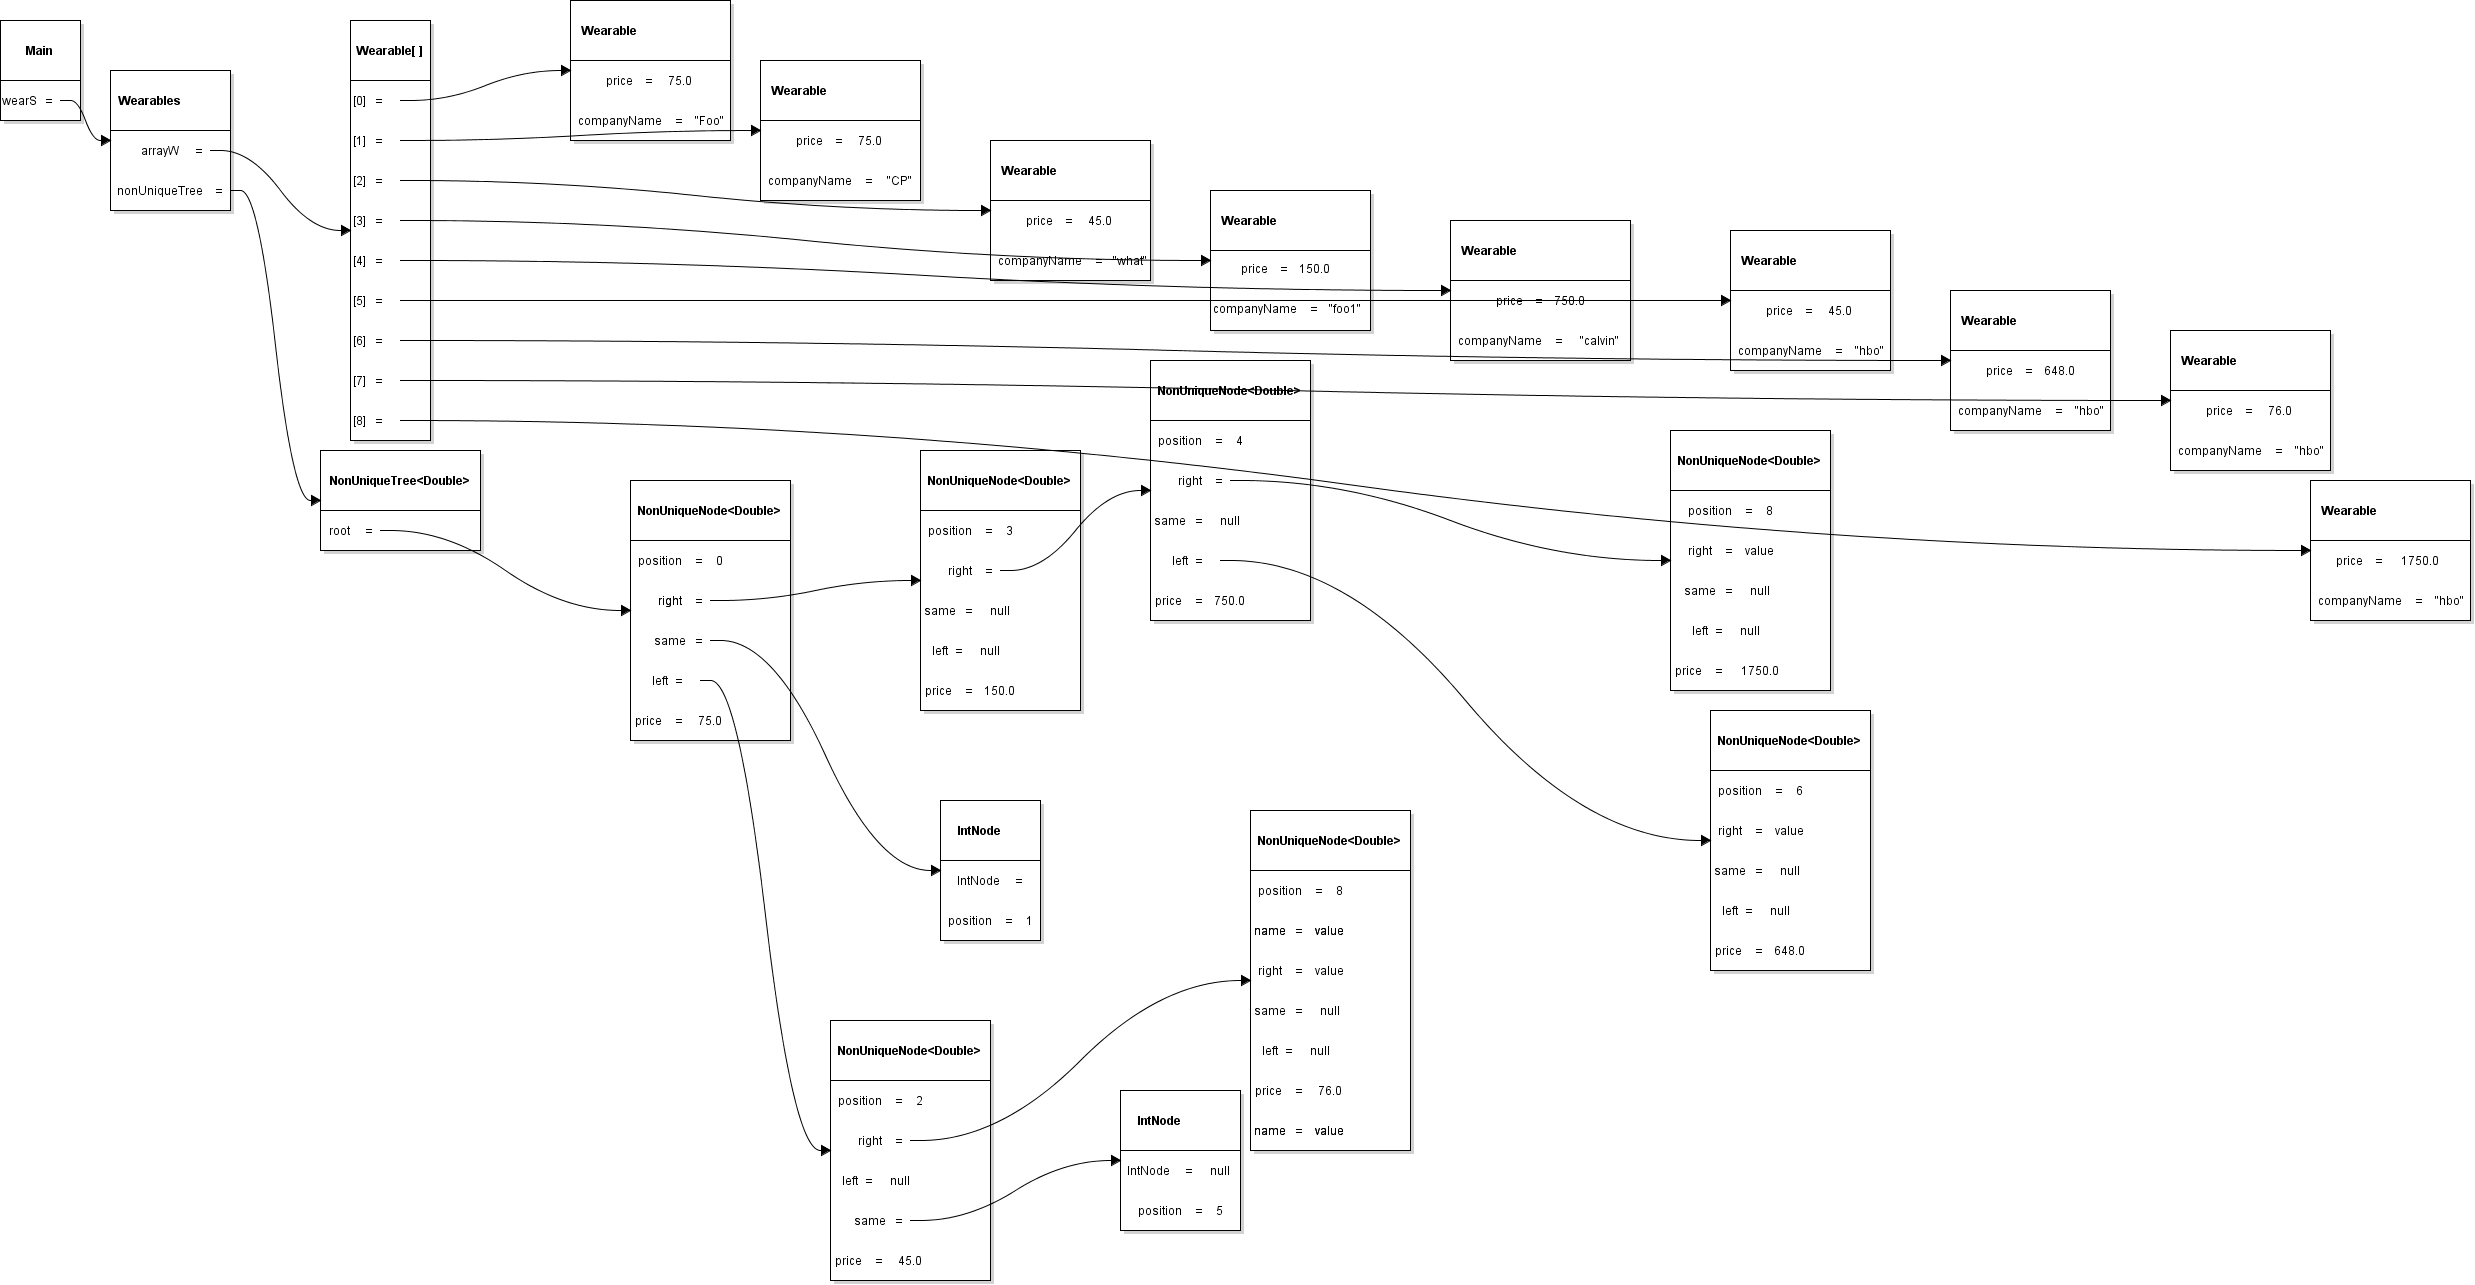 Main
wearS =
Wearables
arrayW =
nonUniqueTree =
Wearable[ ]
[0] =
[1] =
[2] =
[3] =
[4] =
[5] =
[6] =
[7] =
[8] =
Wearable
price = 75.0
companyName = "Foo"
Wearable
price = 75.0
companyName = "CP"
Wearable
price = 45.0
companyName = "what"
Wearable
price = 150.0
companyName = "foo1"
Wearable
price = 750.0
companyName = "calvin"
Wearable
price = 45.0
companyName = "hbo"
Wearable
price = 648.0
companyName = "hbo"
Wearable
price = 76.0
companyName = "hbo"
Wearable
price = 1750.0
companyName = "hbo"
NonUniqueTree<Double>
root =
NonUniqueNode<Double>
position = 0
right =
same =
left =
price = 75.0
NonUniqueNode<Double>
position = 3
right =
same = null
left = null
price = 150.0
NonUniqueNode<Double>
position = 4
right =
same = null
left =
price = 750.0
NonUniqueNode<Double>
position = 8
right = value
same = null
left = null
price = 1750.0
NonUniqueNode<Double>
position = 6
right = value
same = null
left = null
price = 648.0
IntNode
IntNode =
position = 1
NonUniqueNode<Double>
position = 8
name = value
right = value
same = null
left = null
price = 76.0
name = value
NonUniqueNode<Double>
position = 2
right =
left = null
same =
price = 45.0
IntNode
IntNode = null
position = 5